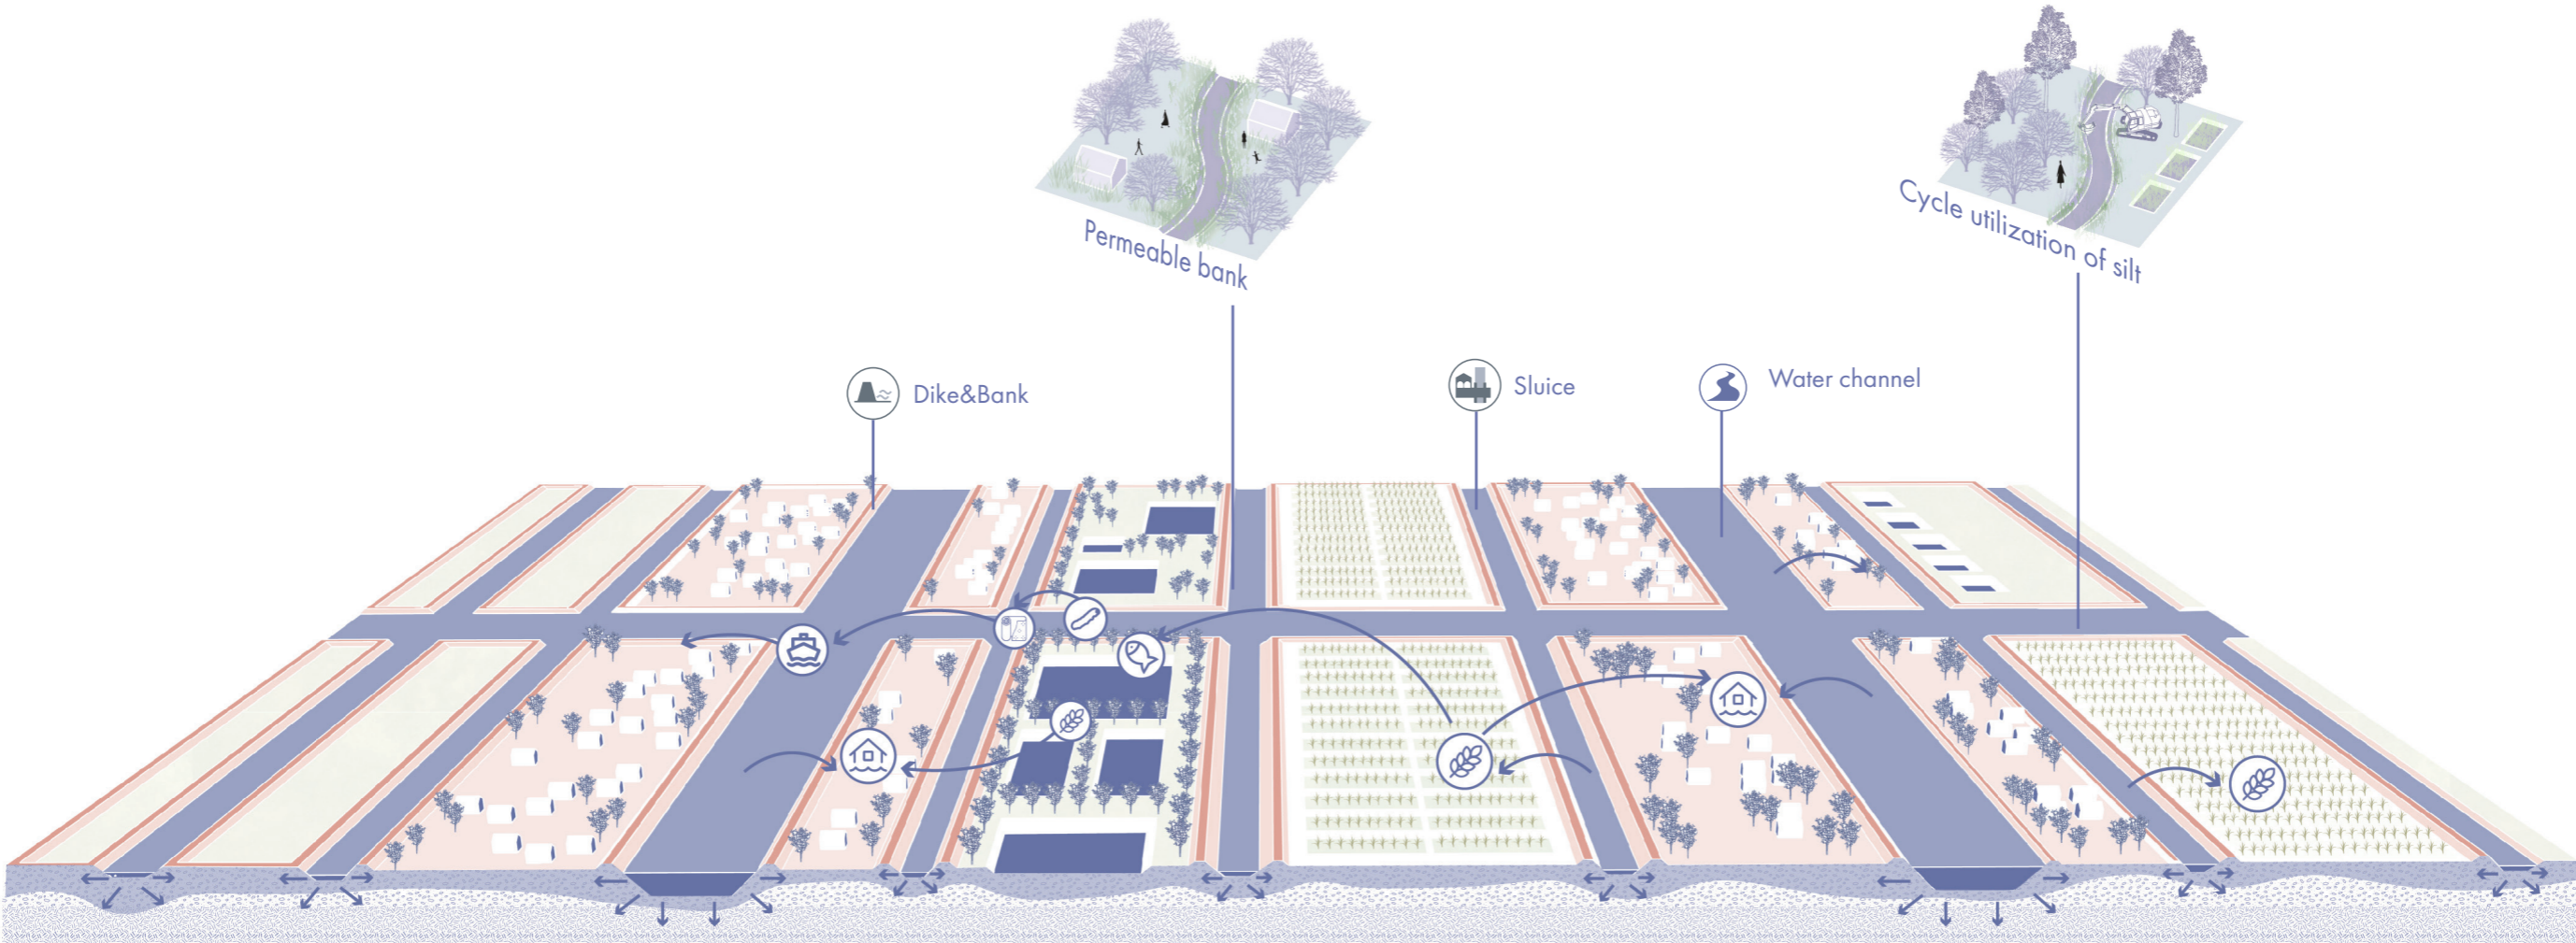 Permeable bank
Cycle utilization of silt
Dike&Bank
Sluice
Water channel